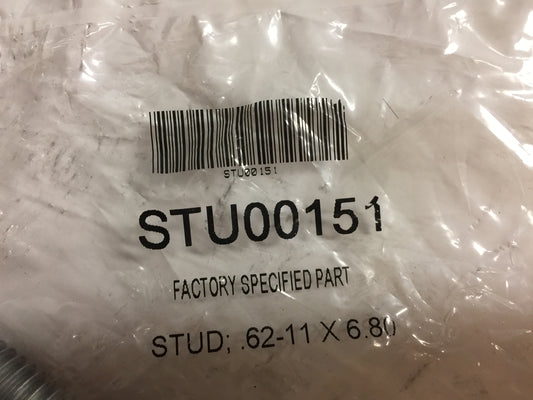 STU00151
STU00151
FACTORY SPECIFIED PART
STUD; .62-11 X 6.80